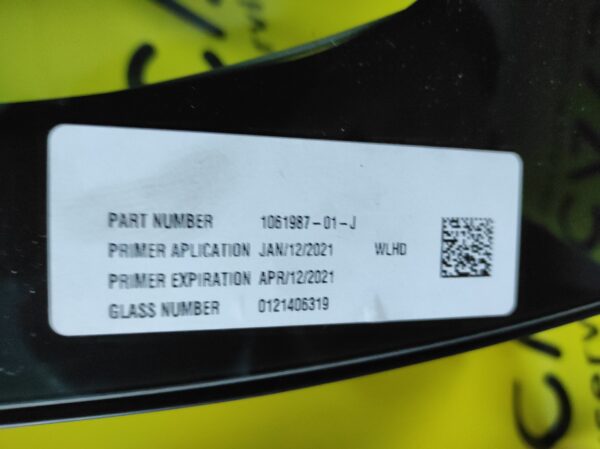 PART NUMBER 1061987-01-J
PRIMER APLICATION JAN/12/2021 WLHD
PRIMER EXPIRATION APR/12/2021
GLASS NUMBER 0121406319